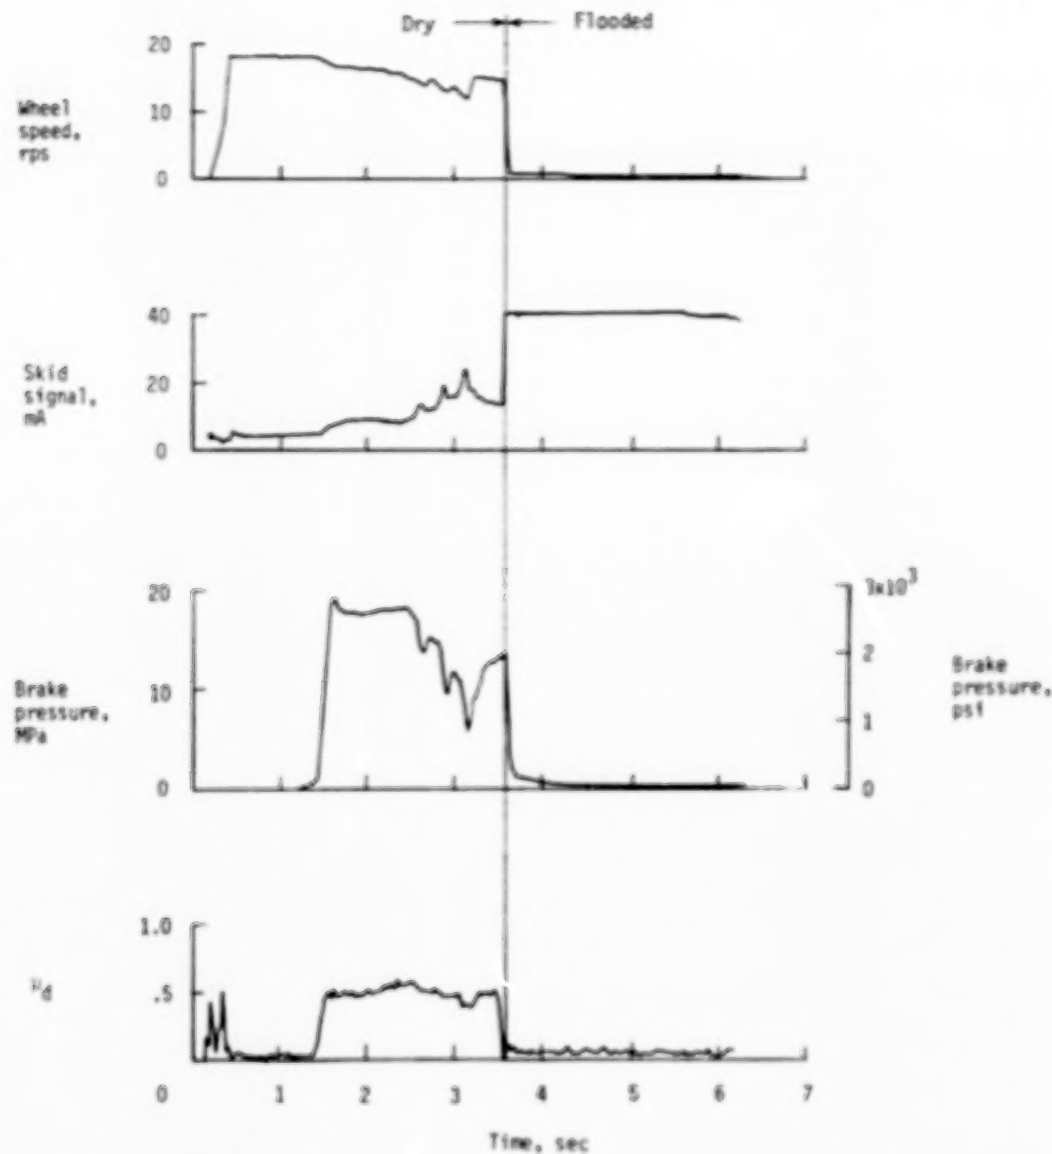 Dry Flooded
20
10
0
Wheel
speed,
rps
40
20
0
Skid
signal,
mA
20
10
0
Brake
pressure,
MPa
3x10³
2
1
0
Brake
pressure,
psi
1.0
.5
μd
0 1 2 3 4 5 6 7
Time, sec